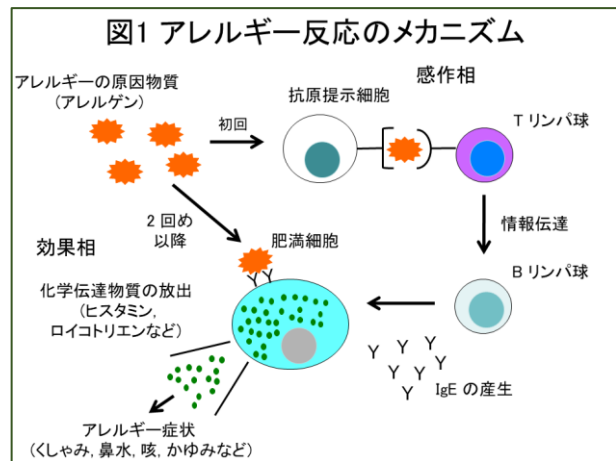 図1 アレルギー反応のメカニズム
アレルギーの原因物質
(アレルゲン)
初回
感作相
抗原提示細胞
T リンパ球
2 回め
以降
情報伝達
効果相
肥満細胞
化学伝達物質の放出
(ヒスタミン,
ロイコトリエンなど)
B リンパ球
Y Y Y Y Y Y Y
IgE の産生
アレルギー症状
(くしゃみ, 鼻水, 咳, かゆみなど)